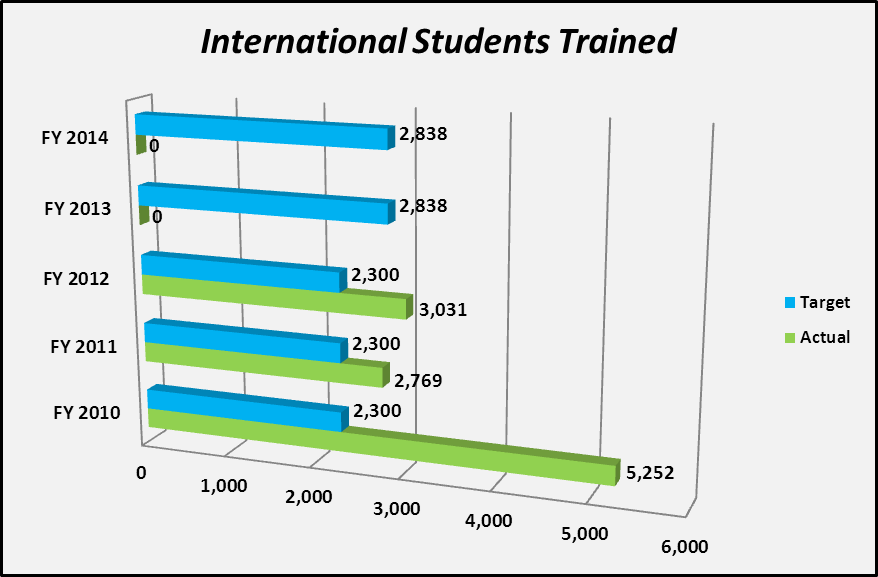 International Students Trained
FY 2014
2,838
0
FY 2013
2,838
0
FY 2012
2,300
3,031
FY 2011
2,300
2,769
FY 2010
2,300
5,252
0
1,000
2,000
3,000
4,000
5,000
6,000
Target
Actual